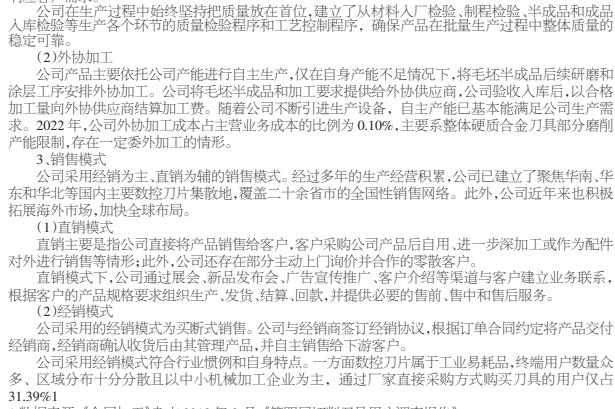 公司在生产过程中始终坚持把质量放在首位,建立了从材料入厂检验、制程检验、半成品和成品
入库检验等生产各个环节的质量检验程序和工艺控制程序，确保产品在批量生产过程中整体质量的
稳定可靠。
(2)外协加工
公司产品主要依托公司产能进行自主生产,仅在自身产能不足情况下,将毛坯半成品后续研磨和
涂层工序安排外协加工。公司将毛坯半成品和加工要求提供给外协供应商,公司验收入库后,以合格
加工量向外协供应商结算加工费。随着公司不断引进生产设备，自主产能已基本能满足公司生产需
求。2022年,公司外协加工成本占主营业务成本的比例为0.10%,主要系整体硬质合金刀具部分磨削
产能限制,存在一定委外加工的情形。
3、销售模式
公司采用经销为主、直销为辅的销售模式。经过多年的生产经营积累,公司已建立了聚焦华南、华
东和华北等国内主要数控刀片集散地,覆盖二十余省市的全国性销售网络。此外,公司近年来也积极
拓展海外市场,加快全球布局。
(1)直销模式
直销主要是指公司直接将产品销售给客户,客户采购公司产品后自用、进一步深加工或作为配件
对外进行销售等情形;此外,公司还存在部分主动上门询价并合作的零散客户。
直销模式下,公司通过展会、新品发布会、广告宣传推广、客户介绍等渠道与客户建立业务联系,
根据客户的产品规格要求组织生产、发货、结算、回款,并提供必要的售前、售中和售后服务。
(2)经销模式
公司采用的经销模式为买断式销售。公司与经销商签订经销协议,根据订单合同约定将产品交付
经销商,经销商确认收货后由其管理产品,并自主销售给下游客户。
公司采用经销模式符合行业惯例和自身特点。一方面数控刀片属于工业易耗品,终端用户数量众
多、区域分布十分分散且以中小机械加工企业为主，通过厂家直接采购方式购买刀具的用户仅占
31.39%1